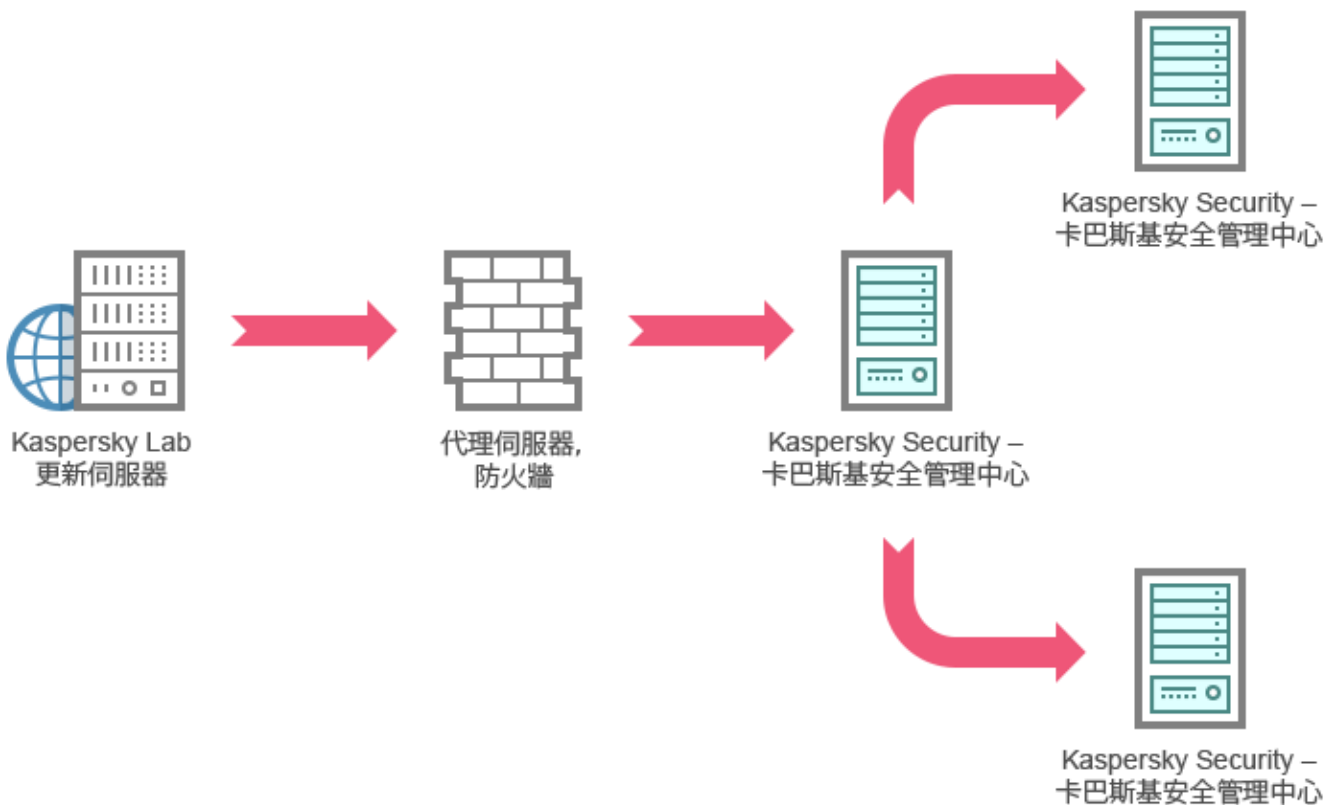 Kaspersky Security –
卡巴斯基安全管理中心
Kaspersky Lab
更新伺服器
代理伺服器,
防火牆
Kaspersky Security –
卡巴斯基安全管理中心
Kaspersky Security –
卡巴斯基安全管理中心